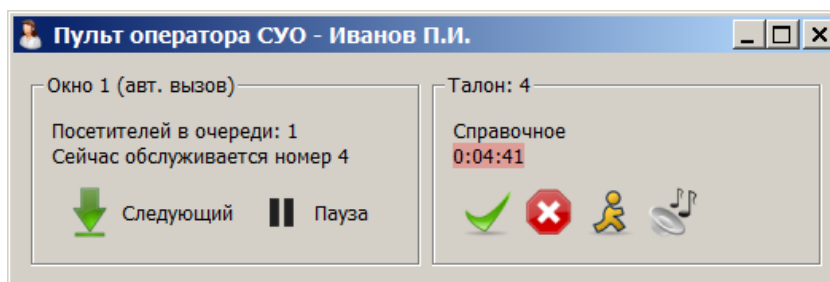 Пульт оператора СУО - Иванов П.И.
Окно 1 (авт. вызов)
Посетителей в очереди: 1
Сейчас обслуживается номер 4
Следующий
Пауза
Талон: 4
Справочное
0:04:41